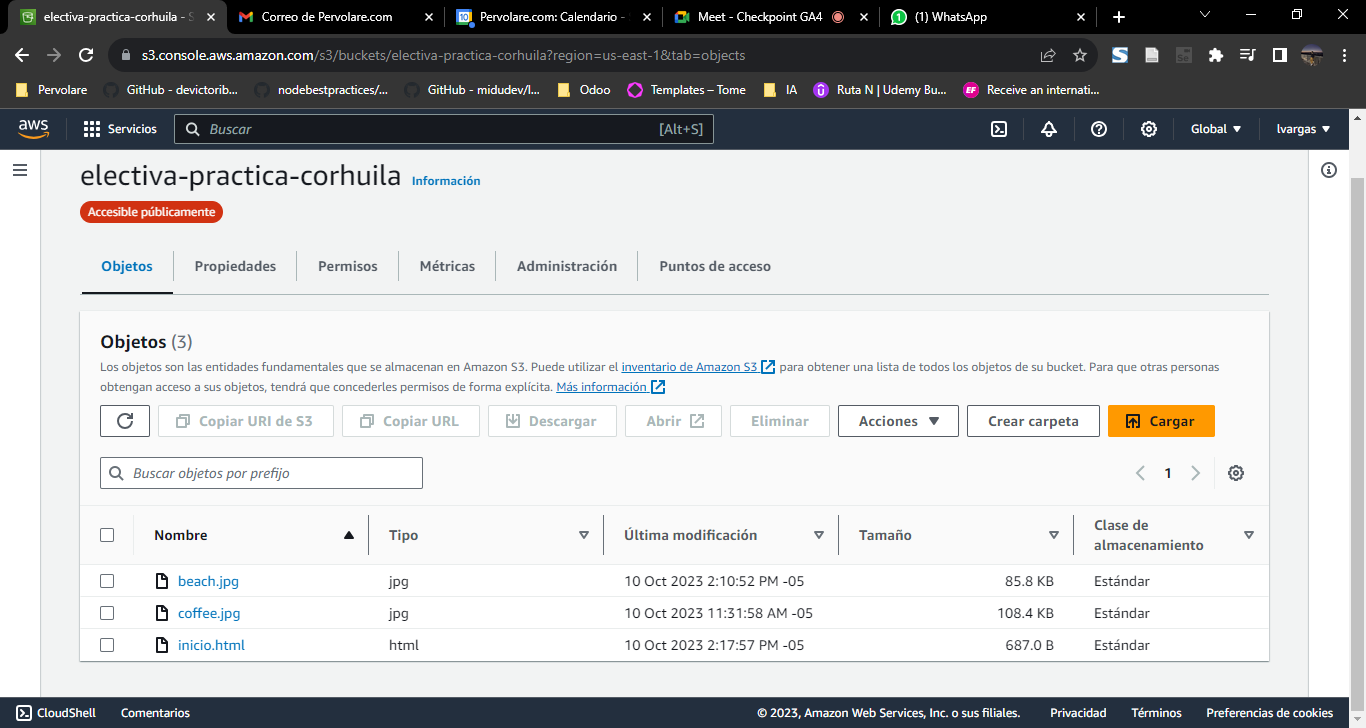 electiva-practica-corhuila - S
Correo de Pervolare.com
Pervolare.com: Calendario -
Meet - Checkpoint GA4
(1) WhatsApp
s3.console.aws.amazon.com/s3/buckets/electiva-practica-corhuila?region=us-east-1&tab=objects
Pervolare
GitHub - devictorib...
nodebestpractices/...
GitHub - midudev/l...
Odoo
Templates – Tome
IA
Ruta N | Udemy Bu...
EF Receive an internati...
aws
Servicios
Buscar [Alt+S]
Global
lvargas
electiva-practica-corhuila Información
Accesible públicamente
Objetos
Propiedades
Permisos
Métricas
Administración
Puntos de acceso
Objetos (3)
Los objetos son las entidades fundamentales que se almacenan en Amazon S3. Puede utilizar el inventario de Amazon S3 para obtener una lista de todos los objetos de su bucket. Para que otras personas
obtengan acceso a sus objetos, tendrá que concederles permisos de forma explícita. Más información
Copiar URI de S3
Copiar URL
Descargar
Abrir
Eliminar
Acciones
Crear carpeta
Cargar
Buscar objetos por prefijo
1
Nombre
Tipo
Última modificación
Tamaño
Clase de
almacenamiento
beach.jpg jpg 10 Oct 2023 2:10:52 PM -05 85.8 KB Estándar
coffee.jpg jpg 10 Oct 2023 11:31:58 AM -05 108.4 KB Estándar
inicio.html html 10 Oct 2023 2:17:57 PM -05 687.0 B Estándar
CloudShell
Comentarios
© 2023, Amazon Web Services, Inc. o sus filiales.
Privacidad
Términos
Preferencias de cookies